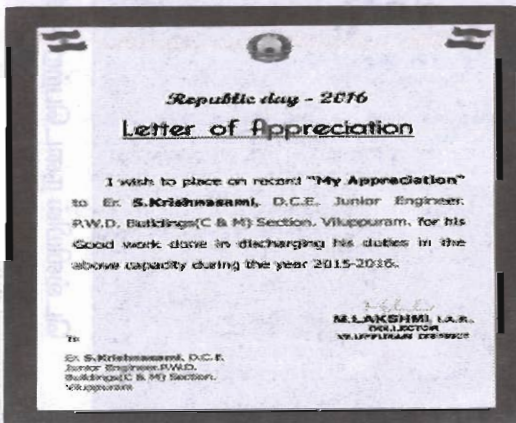 Republic day - 2016
Letter of Appreciation
I wish to place on record "My Appreciation"
to Er. S.Krishnasami, D.C.E. Junior Engineer.
P.W.D. Buildings(C & M) Section, Viluppuram, for his
Good work done in discharging his duties in the
above capacity during the year 2015-2016.
M.LAKSHMI, I.A.S.,
COLLECTOR
VILUPPURAM DISTRICT
To
Er. S.Krishnasami, D.C.E.
Junior Engineer,P.W.D.
Buildings(C & M) Section,
Viluppuram